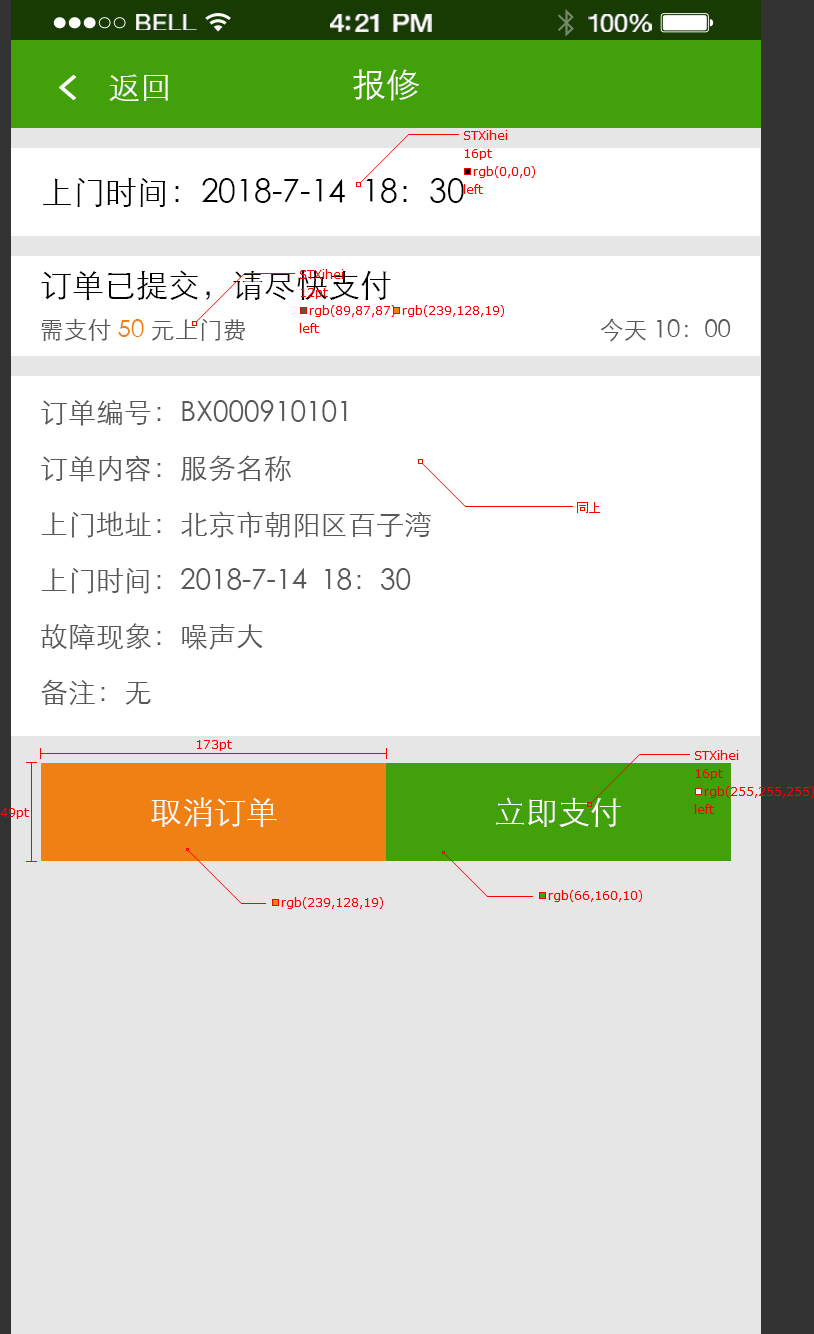 BELL 4:21 PM 100%
返回 报修
STXihei
16pt
rgb(0,0,0)
left
上门时间：2018-7-14 18：30
订单已提交，请尽快支付
STXihei
12pt
rgb(89,87,87) rgb(239,128,19)
left
需支付 50 元上门费 今天 10：00
订单编号：BX000910101
订单内容：服务名称
同上
上门地址：北京市朝阳区百子湾
上门时间：2018-7-14 18：30
故障现象：噪声大
备注：无
173pt
STXihei
16pt
rgb(255,255,255)
left
49pt
取消订单 立即支付
rgb(239,128,19)
rgb(66,160,10)